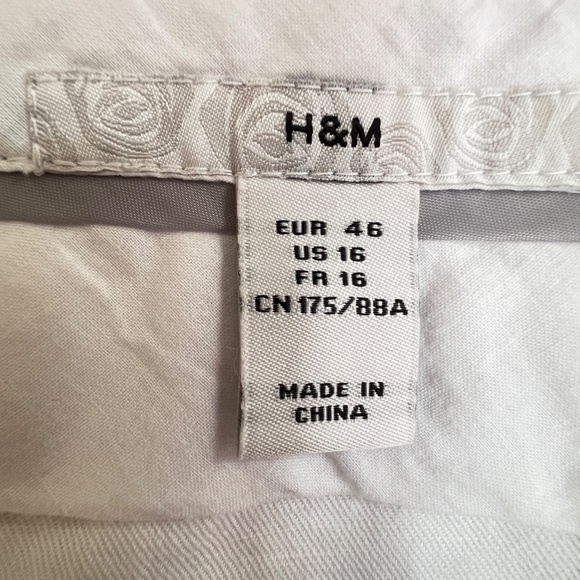 H&M
EUR 46
US 16
FR 16
CN 175/88A
MADE IN
CHINA